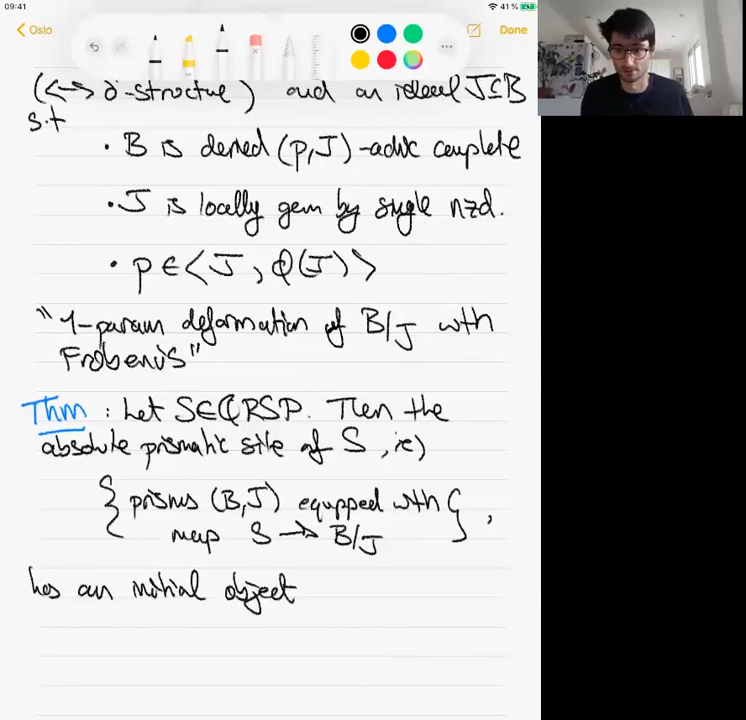 09:41
41%
Oslo
Done
(<-> δ-structure) and an ideal J⊆B
s.t
• B is derived (p,J)-adic complete
• J is locally gen by single nzd.
• p∈<J, φ(J)>
"1-param deformation of B/J with
Frobenius"
Thm : Let S∈QRSP. Then the
absolute prismatic site of S, ie)
{ prisms (B,J) equipped with
map S → B/J } ,
has an initial object